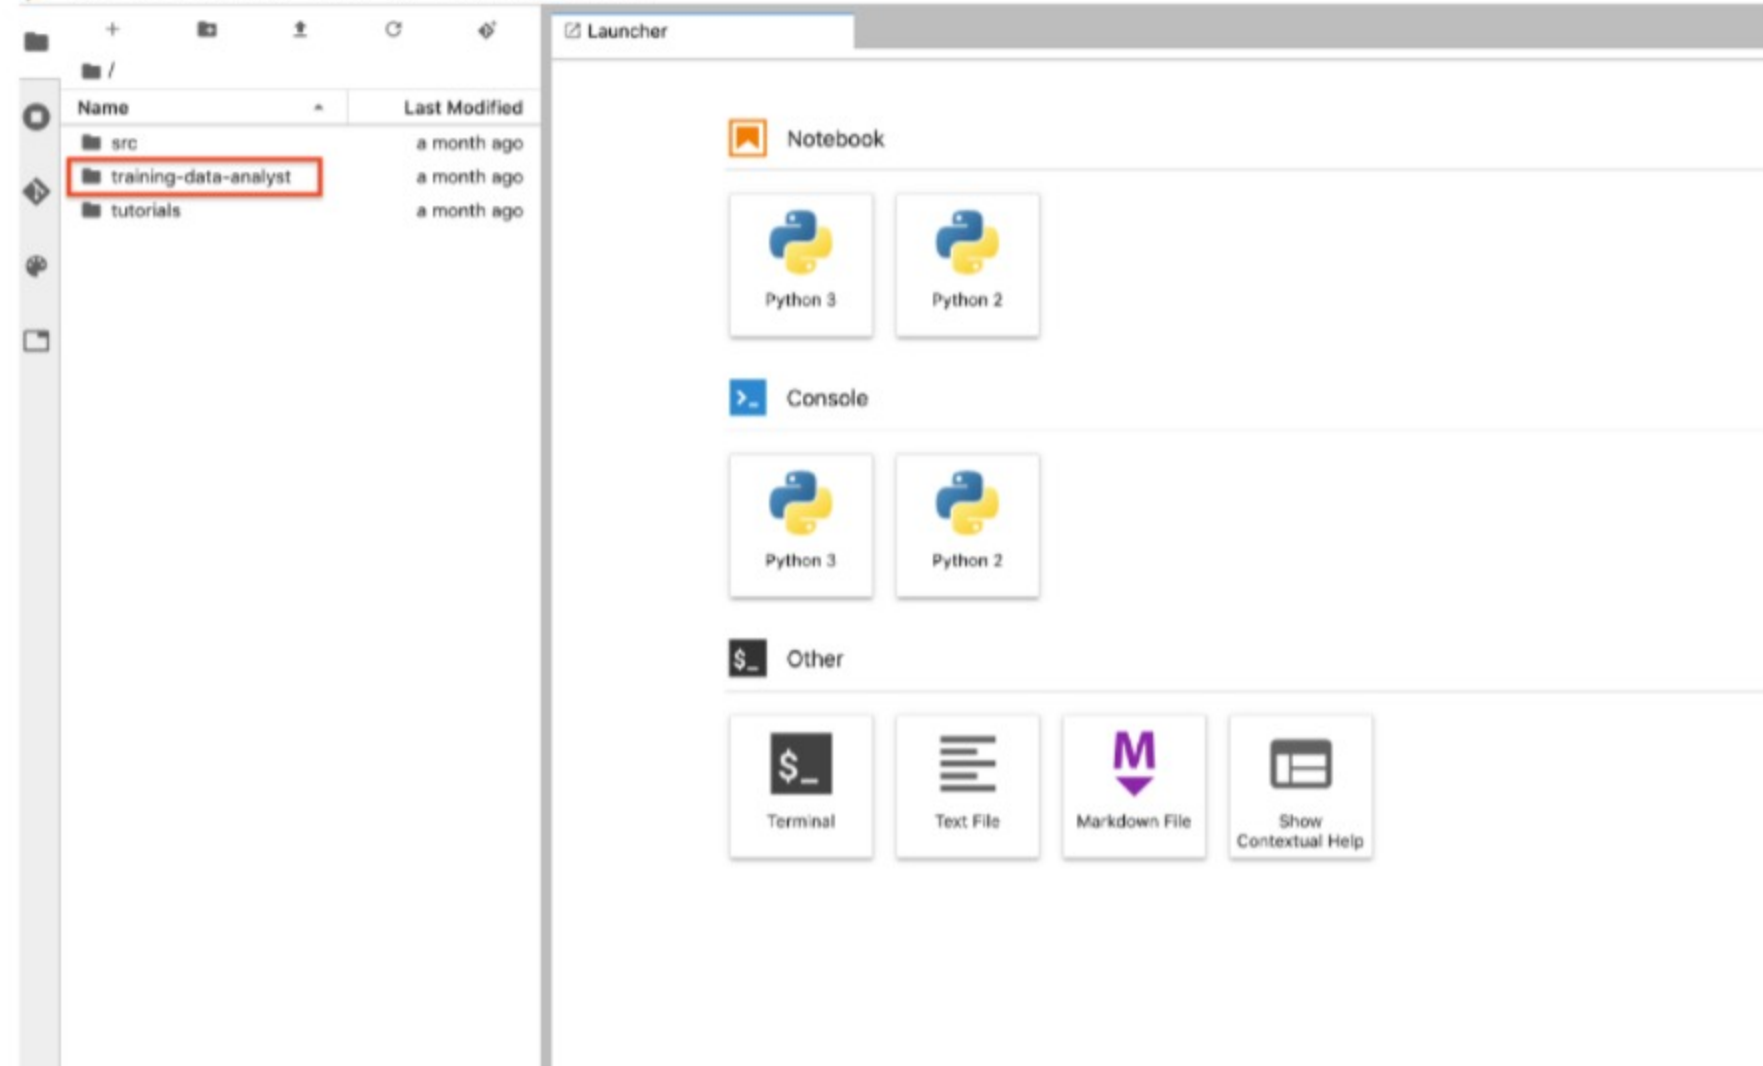 Launcher
/
Name Last Modified
src a month ago
training-data-analyst a month ago
tutorials a month ago
Notebook
Python 3 Python 2
>_ Console
Python 3 Python 2
$_ Other
$_
M
Terminal Text File Markdown File Show
Contextual Help